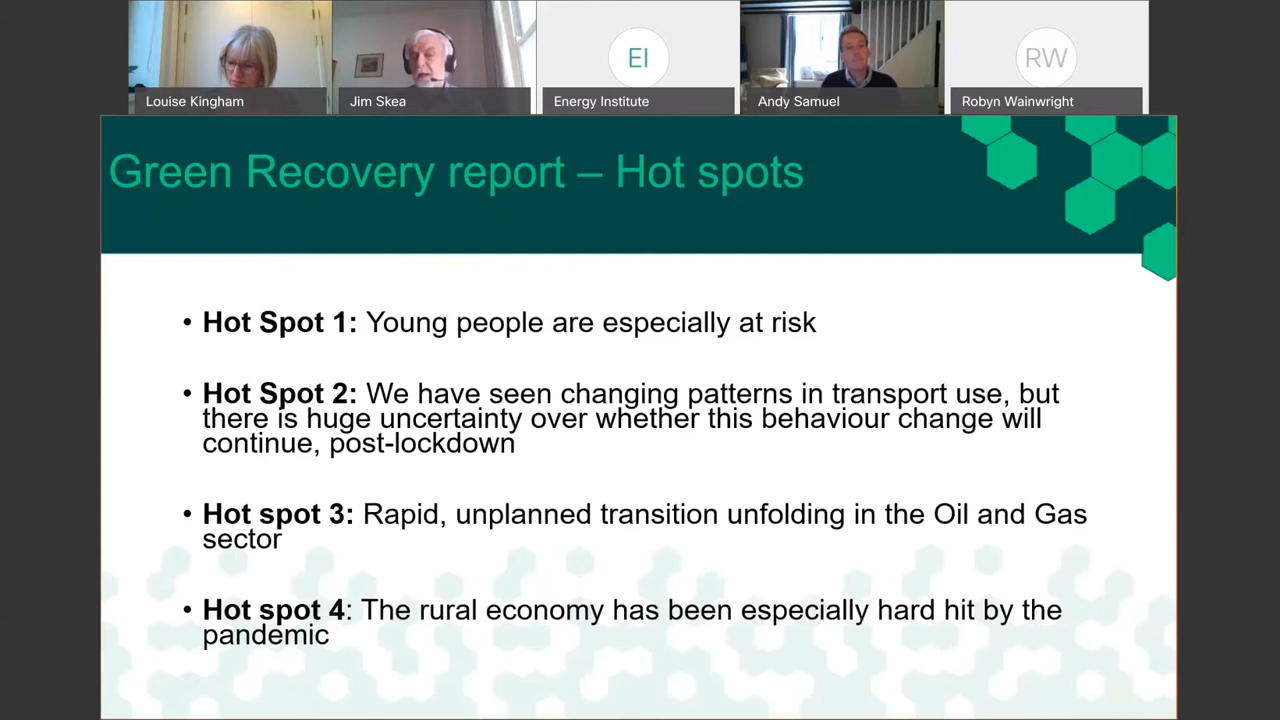 Louise Kingham
Jim Skea
EI
Energy Institute
Andy Samuel
RW
Robyn Wainwright
Green Recovery report – Hot spots
• Hot Spot 1: Young people are especially at risk
• Hot Spot 2: We have seen changing patterns in transport use, but
there is huge uncertainty over whether this behaviour change will
continue, post-lockdown
• Hot spot 3: Rapid, unplanned transition unfolding in the Oil and Gas
sector
• Hot spot 4: The rural economy has been especially hard hit by the
pandemic